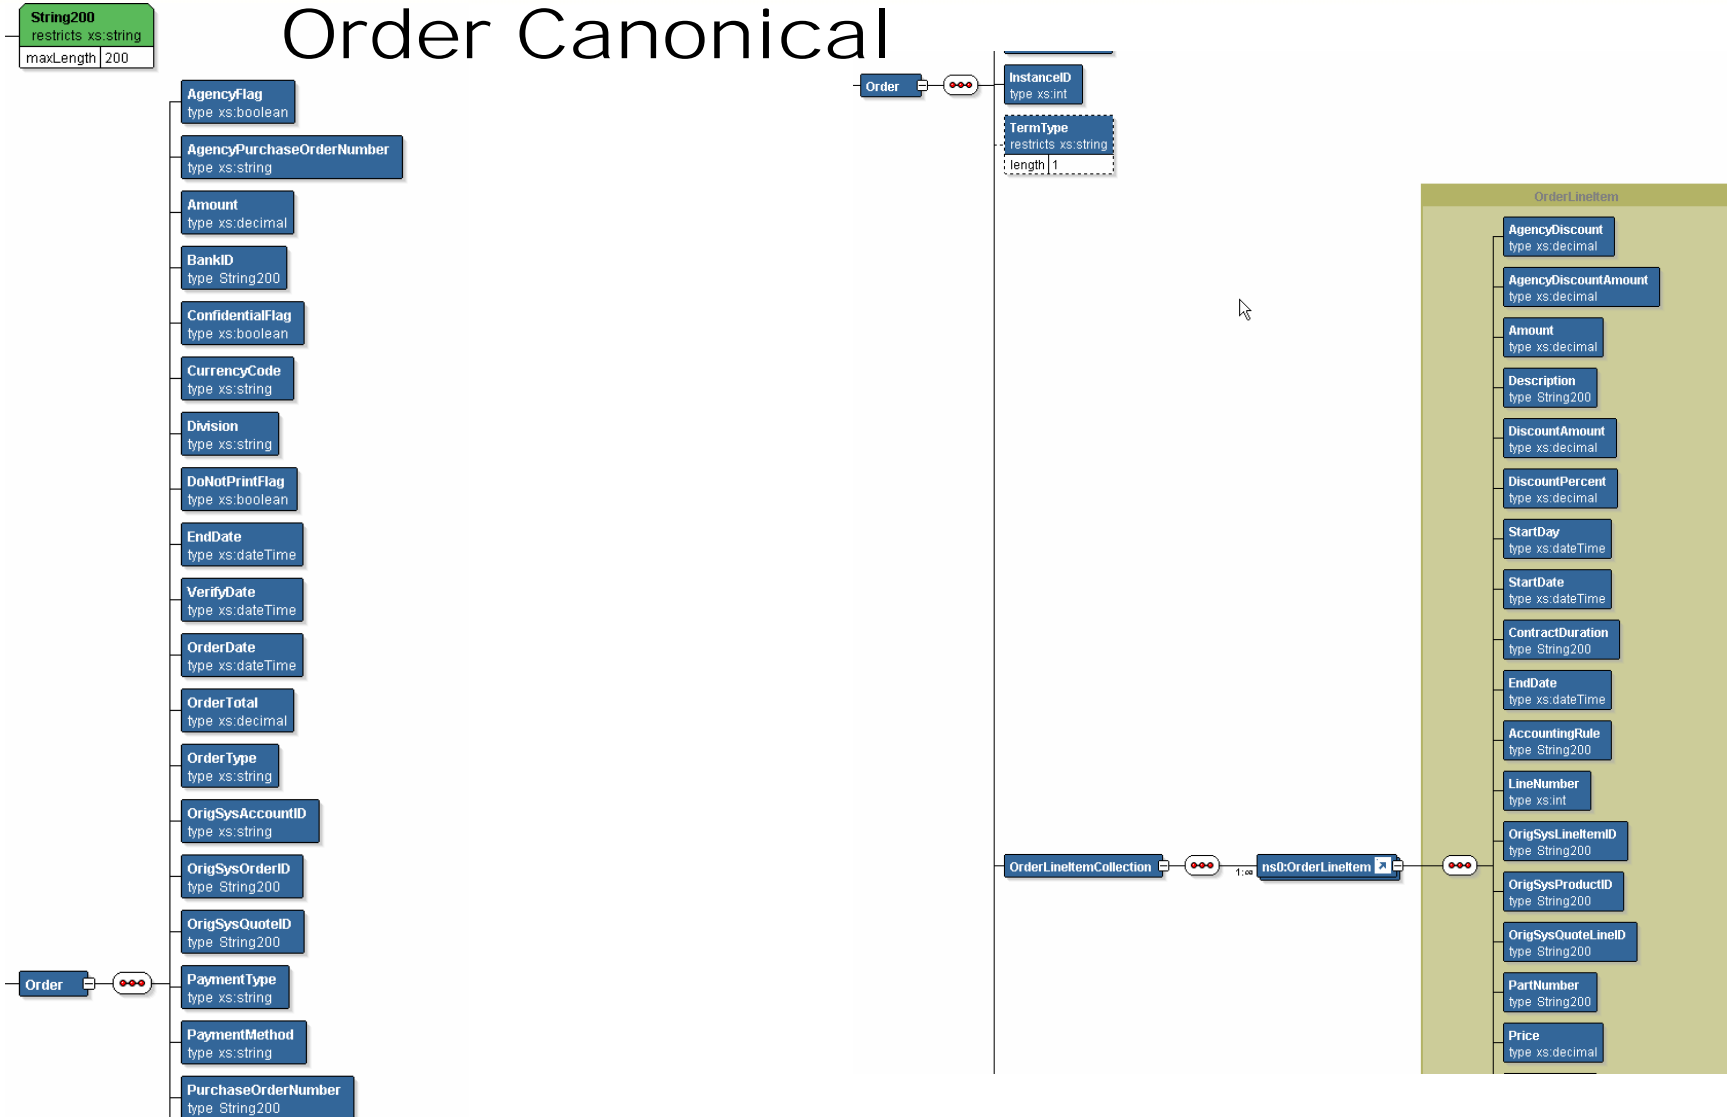 Order Canonical
String200
restricts xs:string
maxLength 200
AgencyFlag
type xs:boolean
AgencyPurchaseOrderNumber
type xs:string
Amount
type xs:decimal
BankID
type String200
ConfidentialFlag
type xs:boolean
CurrencyCode
type xs:string
Division
type xs:string
DoNotPrintFlag
type xs:boolean
EndDate
type xs:dateTime
VerifyDate
type xs:dateTime
OrderDate
type xs:dateTime
OrderTotal
type xs:decimal
OrderType
type xs:string
OrigSysAccountID
type xs:string
OrigSysOrderID
type String200
OrigSysQuoteID
type String200
Order
PaymentType
type xs:string
PaymentMethod
type xs:string
PurchaseOrderNumber
type String200
Order
InstanceID
type xs:int
TermType
restricts xs:string
length 1
OrderLineItemCollection
1:∞
ns0:OrderLineItem
OrderLineItem
AgencyDiscount
type xs:decimal
AgencyDiscountAmount
type xs:decimal
Amount
type xs:decimal
Description
type String200
DiscountAmount
type xs:decimal
DiscountPercent
type xs:decimal
StartDay
type xs:dateTime
StartDate
type xs:dateTime
ContractDuration
type String200
EndDate
type xs:dateTime
AccountingRule
type String200
LineNumber
type xs:int
OrigSysLineItemID
type String200
OrigSysProductID
type String200
OrigSysQuoteLineID
type String200
PartNumber
type String200
Price
type xs:decimal